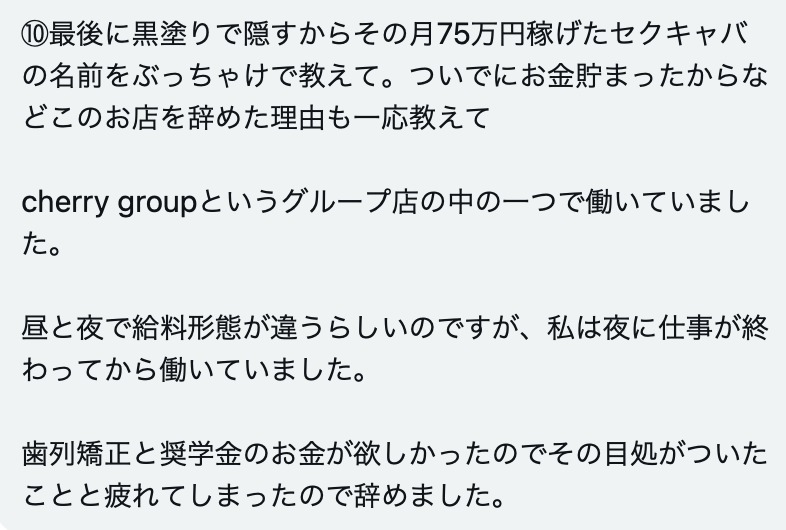 ⑩最後に黒塗りで隠すからその月75万円稼げたセクキャバ
の名前をぶっちゃけで教えて。ついでにお金貯まったからな
どこのお店を辞めた理由も一応教えて
cherry groupというグループ店の中の一つで働いていまし
た。
昼と夜で給料形態が違うらしいのですが、私は夜に仕事が終
わってから働いていました。
歯列矯正と奨学金のお金が欲しかったのでその目処がついた
ことと疲れてしまったので辞めました。